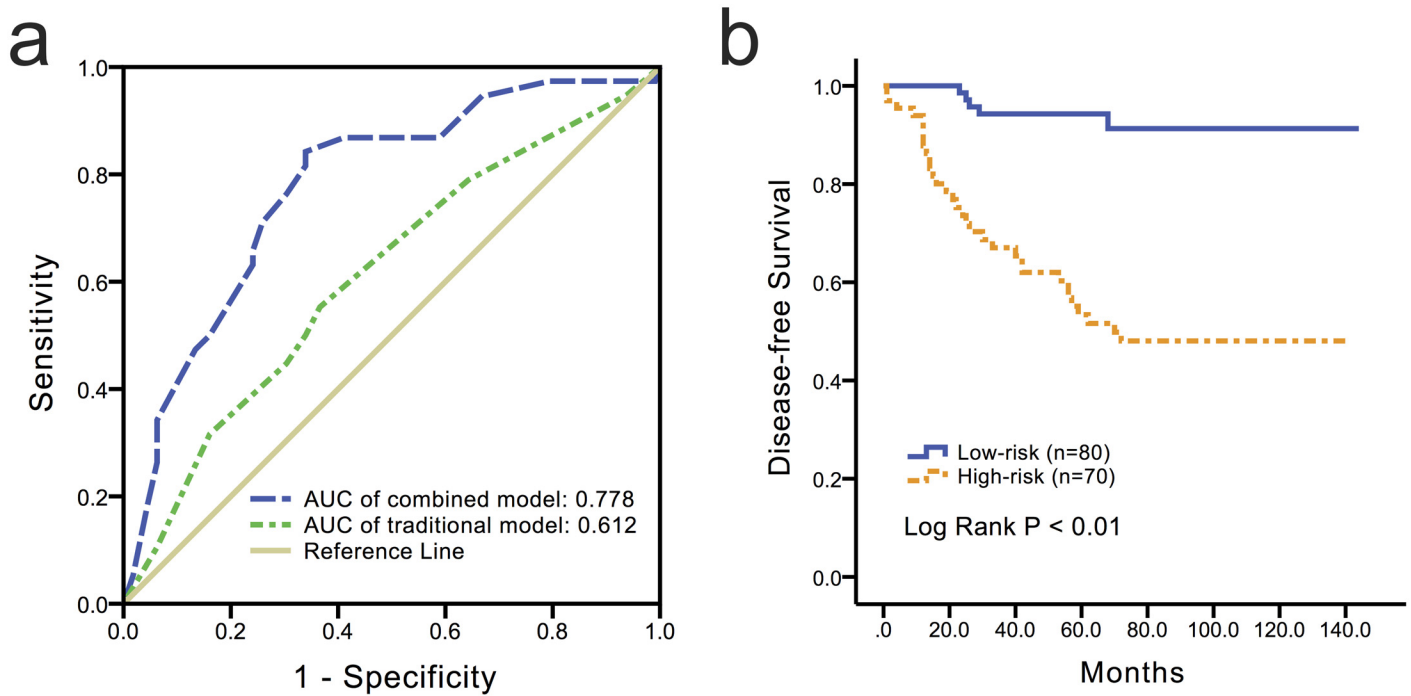 a
1.0
0.8
0.6
0.4
0.2
0.0
Sensitivity
AUC of combined model: 0.778
AUC of traditional model: 0.612
Reference Line
0.0 0.2 0.4 0.6 0.8 1.0
1 - Specificity
b
1.0
0.8
0.6
0.4
0.2
0.0
Disease-free Survival
Low-risk (n=80)
High-risk (n=70)
Log Rank P < 0.01
.0 20.0 40.0 60.0 80.0 100.0 120.0 140.0
Months